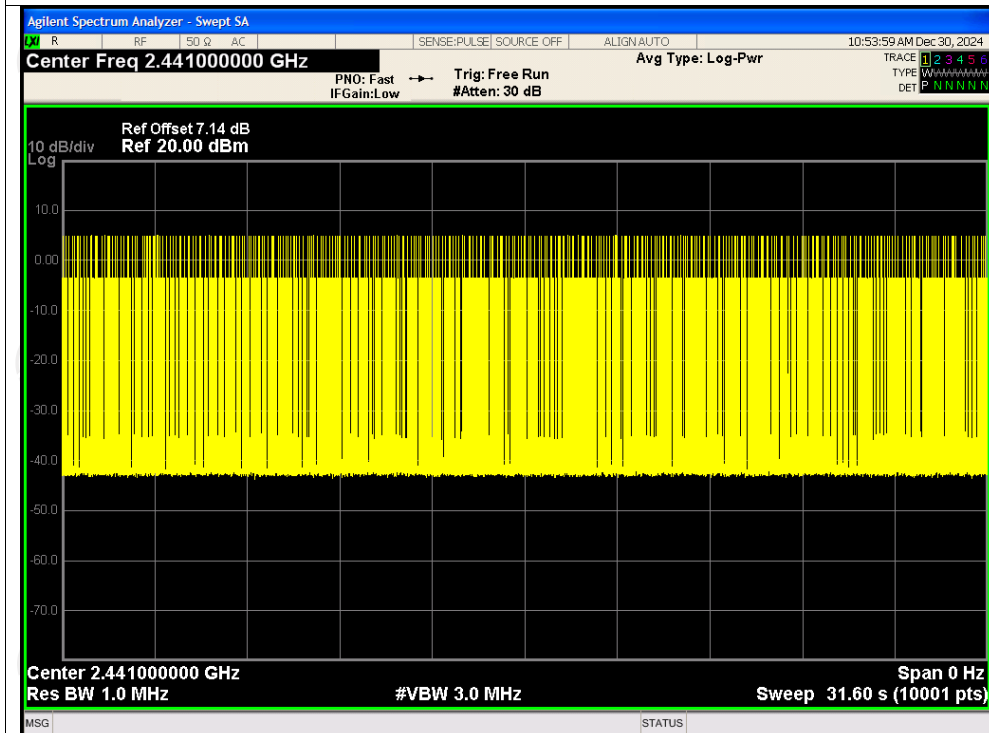 Agilent Spectrum Analyzer - Swept SA
LXI R RF 50 Ω AC SENSE:PULSE SOURCE OFF ALIGN AUTO 10:53:59 AM Dec 30, 2024
Center Freq 2.441000000 GHz
PNO: Fast
IFGain:Low
Trig: Free Run
#Atten: 30 dB
Avg Type: Log-Pwr
TRACE 1 2 3 4 5 6
TYPE W
DET P N N N N N
Ref Offset 7.14 dB
10 dB/div Ref 20.00 dBm
Log
10.0
0.00
-10.0
-20.0
-30.0
-40.0
-50.0
-60.0
-70.0
Center 2.441000000 GHz Span 0 Hz
Res BW 1.0 MHz #VBW 3.0 MHz Sweep 31.60 s (10001 pts)
MSG STATUS